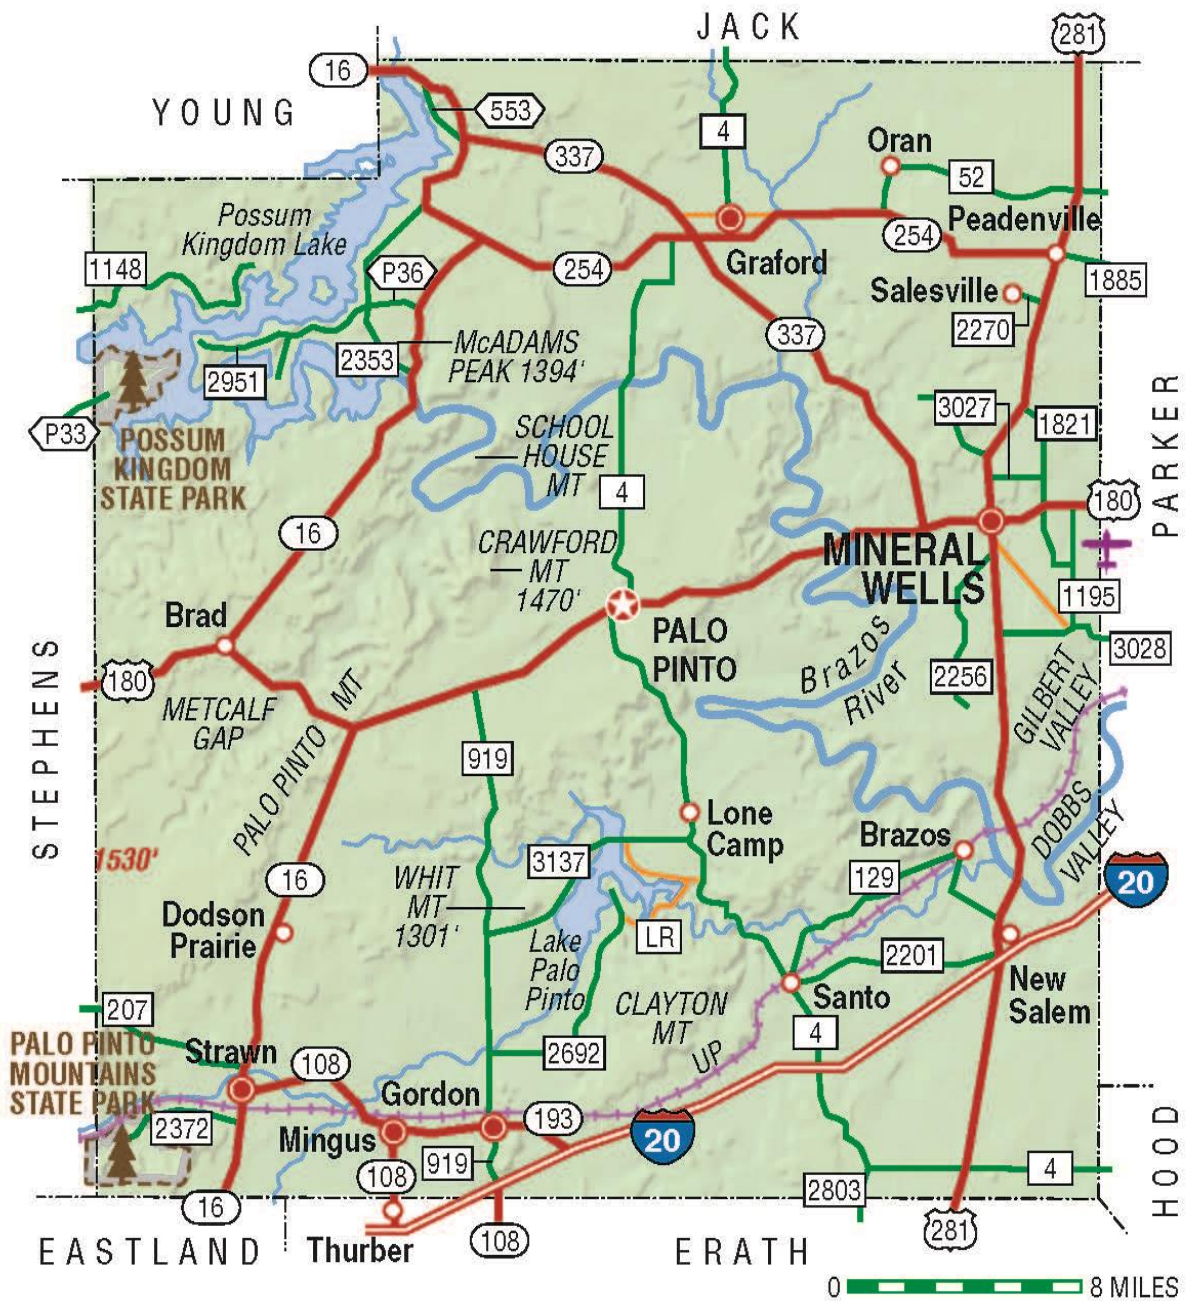 JACK
281
16
YOUNG
553
4
337
Oran
52
Possum
Kingdom Lake
Peadenville
254
254
Graford
1148
P36
1885
Salesville
2270
337
McADAMS
PEAK 1394'
2353
2951
3027
1821
PARKER
P33
POSSUM
KINGDOM
STATE PARK
SCHOOL
HOUSE
MT
4
180
16
CRAWFORD
MT
1470'
MINERAL
WELLS
1195
Brad
PALO
PINTO
3028
STEPHENS
180
METCALF
GAP
PALO PINTO MT
Brazos
River
2256
GILBERT
VALLEY
919
Lone
Camp
Brazos
DOBBS
VALLEY
1530'
3137
16
WHIT
MT
1301'
129
20
Dodson
Prairie
LR
Lake
Palo
Pinto
2201
New
Salem
Santo
CLAYTON
MT
207
4
PALO PINTO
MOUNTAINS
STATE PARK
Strawn
108
2692
UP
Gordon
2372
Mingus
193
20
919
108
4
2803
HOOD
16
281
EASTLAND
Thurber
108
ERATH
0
8 MILES